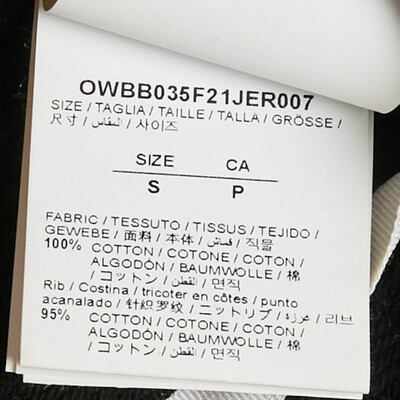 OWBB035F21JER007
SIZE / TAGLIA / TAILLE / TALLA / GRÖSSE /
尺寸 / المقاس / 사이즈
SIZE CA
S P
FABRIC / TESSUTO / TISSUS / TEJIDO /
GEWEBE / 面料 / 本体 / قماش / 직물
100% COTTON / COTONE / COTON /
ALGODÓN / BAUMWOLLE / 棉
/ コットン / القطن / 면직
Rib / Costina / tricoter en côtes / punto
acanalado / 针织罗纹 / ニットリブ / عزرة / 리브
95% COTTON / COTONE / COTON /
ALGODÓN / BAUMWOLLE / 棉
/ コットン / القطن / 면직